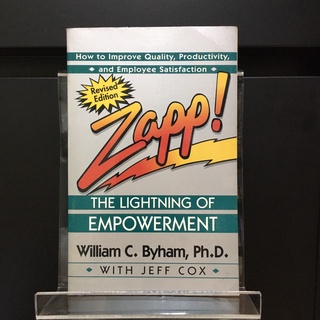 How to Improve Quality, Productivity,
and Employee Satisfaction
Revised
Edition
Zapp!
THE LIGHTNING OF
EMPOWERMENT
William C. Byham, Ph.D.
WITH JEFF COX